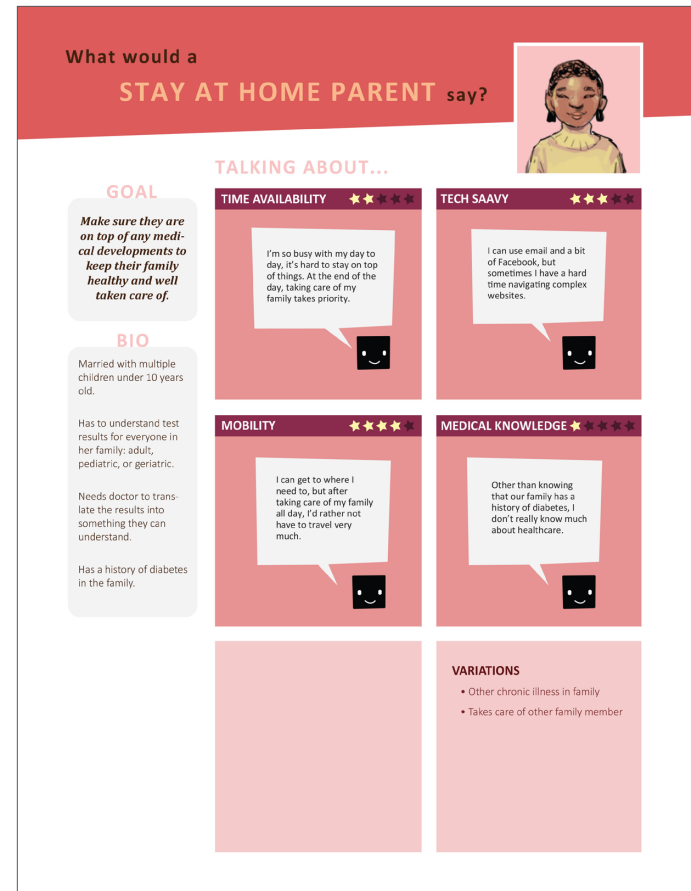 What would a
STAY AT HOME PARENT say?
TALKING ABOUT...
GOAL
Make sure they are
on top of any medi-
cal developments to
keep their family
healthy and well
taken care of.
BIO
Married with multiple
children under 10 years
old.
Has to understand test
results for everyone in
her family: adult,
pediatric, or geriatric.
Needs doctor to trans-
late the results into
something they can
understand.
Has a history of diabetes
in the family.
TIME AVAILABILITY
I'm so busy with my day to
day, it's hard to stay on top
of things. At the end of the
day, taking care of my
family takes priority.
TECH SAAVY
I can use email and a bit
of Facebook, but
sometimes I have a hard
time navigating complex
websites.
MOBILITY
I can get to where I
need to, but after
taking care of my family
all day, I'd rather not
have to travel very
much.
MEDICAL KNOWLEDGE
Other than knowing
that our family has a
history of diabetes, I
don't really know much
about healthcare.
VARIATIONS
• Other chronic illness in family
• Takes care of other family member